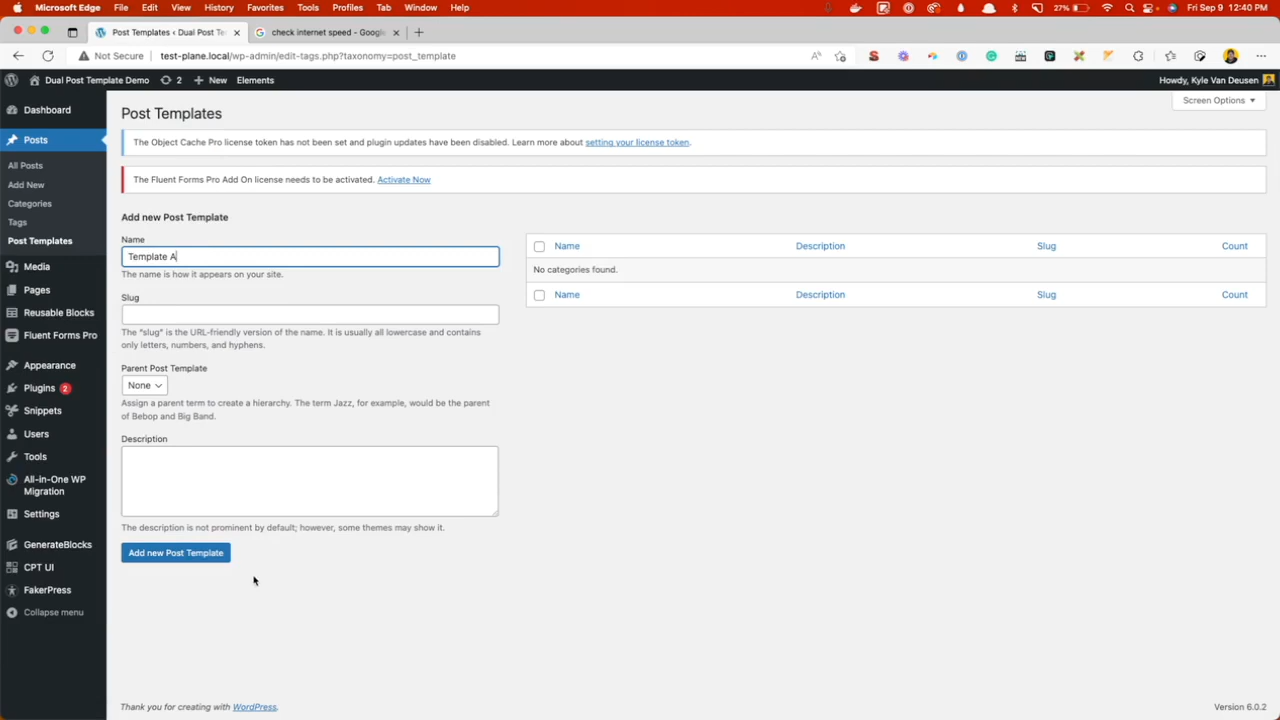 Microsoft Edge File Edit View History Favorites Tools Profiles Tab Window Help 27% Fri Sep 9 12:40 PM
Post Templates ‹ Dual Post Te
check internet speed - Google
Not Secure test-plane.local/wp-admin/edit-tags.php?taxonomy=post_template
Dual Post Template Demo 2 New Elements Howdy, Kyle Van Deusen
Screen Options
Dashboard
Posts
All Posts
Add New
Categories
Tags
Post Templates
Media
Pages
Reusable Blocks
Fluent Forms Pro
Appearance
Plugins 2
Snippets
Users
Tools
All-in-One WP
Migration
Settings
GenerateBlocks
CPT UI
FakerPress
Collapse menu
Post Templates
The Object Cache Pro license token has not been set and plugin updates have been disabled. Learn more about setting your license token.
The Fluent Forms Pro Add On license needs to be activated. Activate Now
Add new Post Template
Name
Template A
The name is how it appears on your site.
Slug
The “slug” is the URL-friendly version of the name. It is usually all lowercase and contains
only letters, numbers, and hyphens.
Parent Post Template
None
Assign a parent term to create a hierarchy. The term Jazz, for example, would be the parent
of Bebop and Big Band.
Description
The description is not prominent by default; however, some themes may show it.
Add new Post Template
Name Description Slug Count
No categories found.
Name Description Slug Count
Thank you for creating with WordPress.
Version 6.0.2